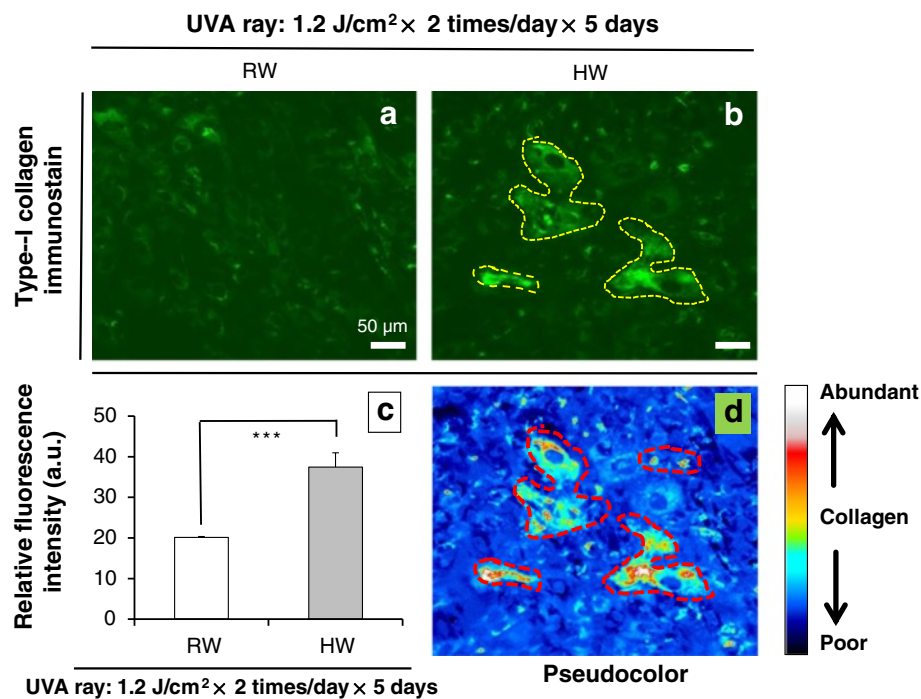 UVA ray: 1.2 J/cm² × 2 times/day × 5 days
RW
HW
Type--I collagen
immunostain
a
50 µm
b
Relative fluorescence
intensity (a.u.)
50
40
30
20
10
0
***
c
RW
HW
UVA ray: 1.2 J/cm² × 2 times/day × 5 days
d
Pseudocolor
Abundant
Collagen
Poor